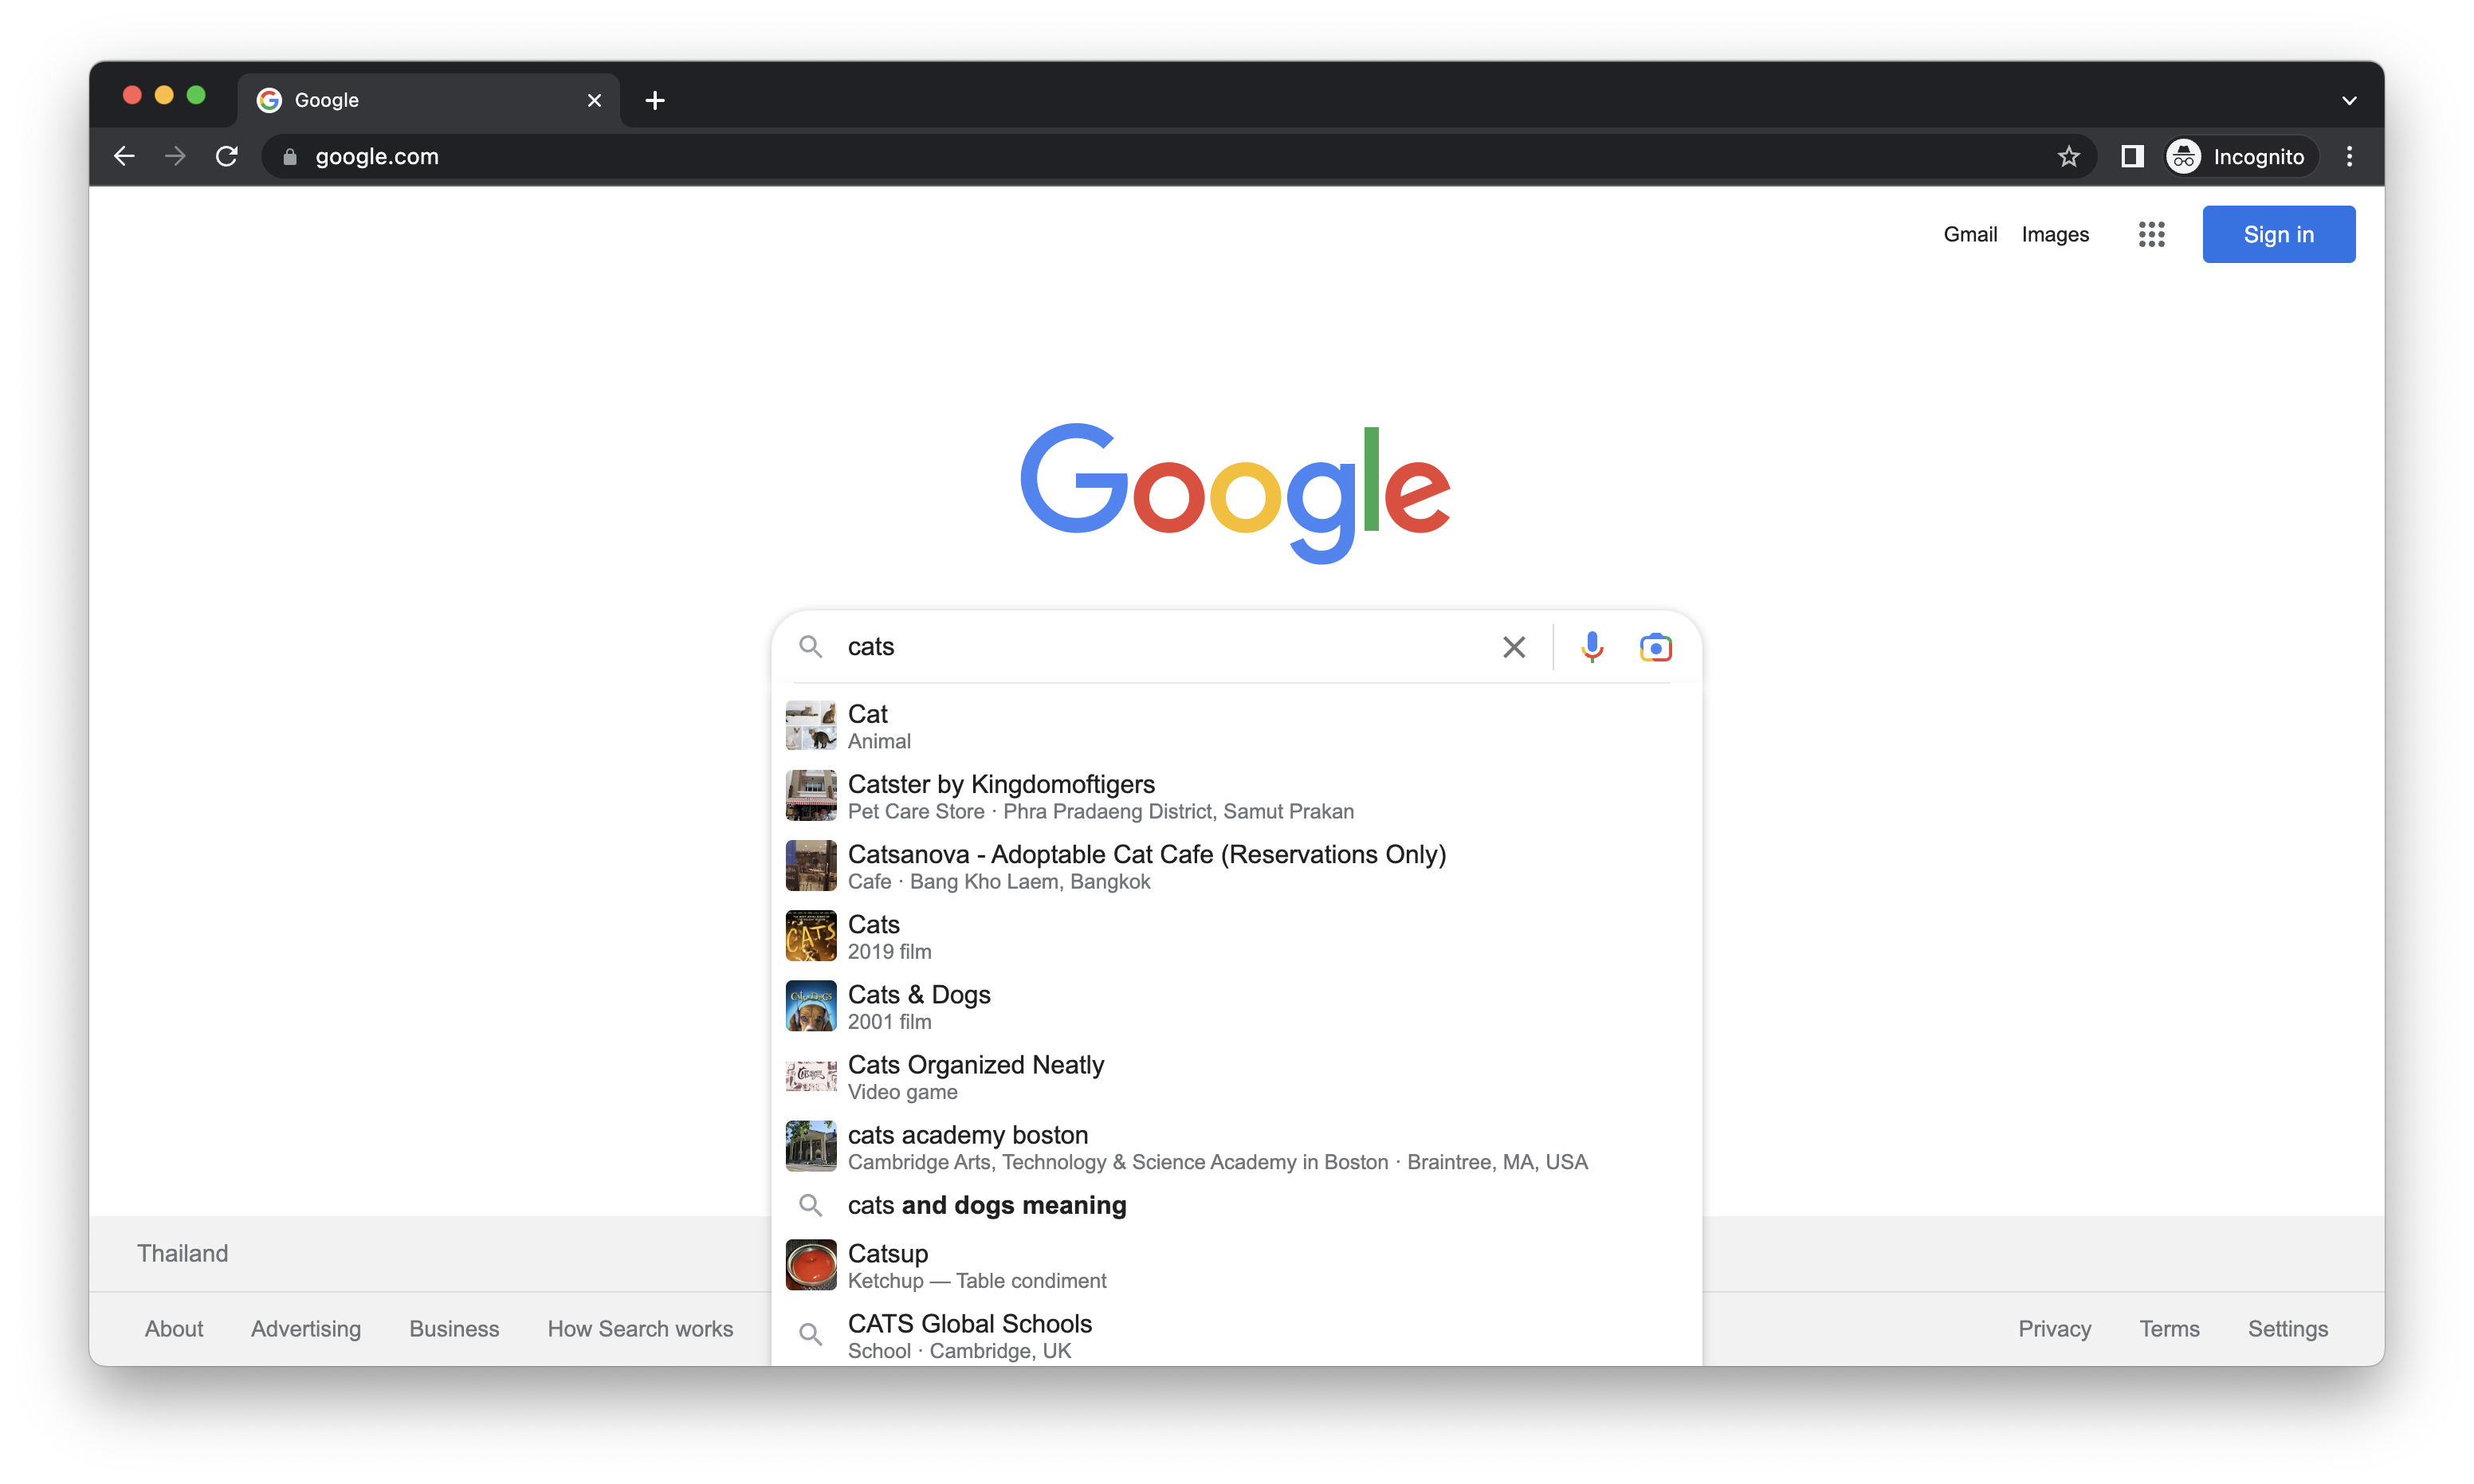 Google
google.com
Incognito
Gmail Images Sign in
Google
cats
Cat
Animal
Catster by Kingdomoftigers
Pet Care Store · Phra Pradaeng District, Samut Prakan
Catsanova - Adoptable Cat Cafe (Reservations Only)
Cafe · Bang Kho Laem, Bangkok
CATS
Cats
2019 film
Cats & Dogs
2001 film
Cats Organized Neatly
Video game
cats academy boston
Cambridge Arts, Technology & Science Academy in Boston · Braintree, MA, USA
cats and dogs meaning
Catsup
Ketchup — Table condiment
CATS Global Schools
School · Cambridge, UK
Thailand
About Advertising Business How Search works
Privacy Terms Settings